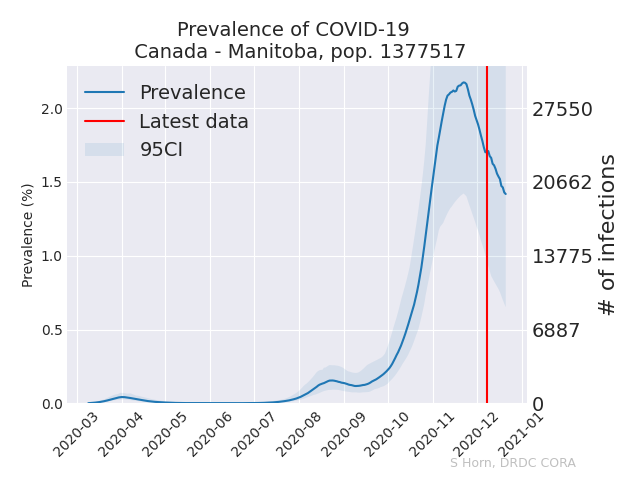 Prevalence of COVID-19
Canada - Manitoba, pop. 1377517
Prevalence
Latest data
95CI
Prevalence (%)
2.0
1.5
1.0
0.5
0.0
27550
20662
13775
6887
0
# of infections
2020-03
2020-04
2020-05
2020-06
2020-07
2020-08
2020-09
2020-10
2020-11
2020-12
2021-01
S Horn, DRDC CORA